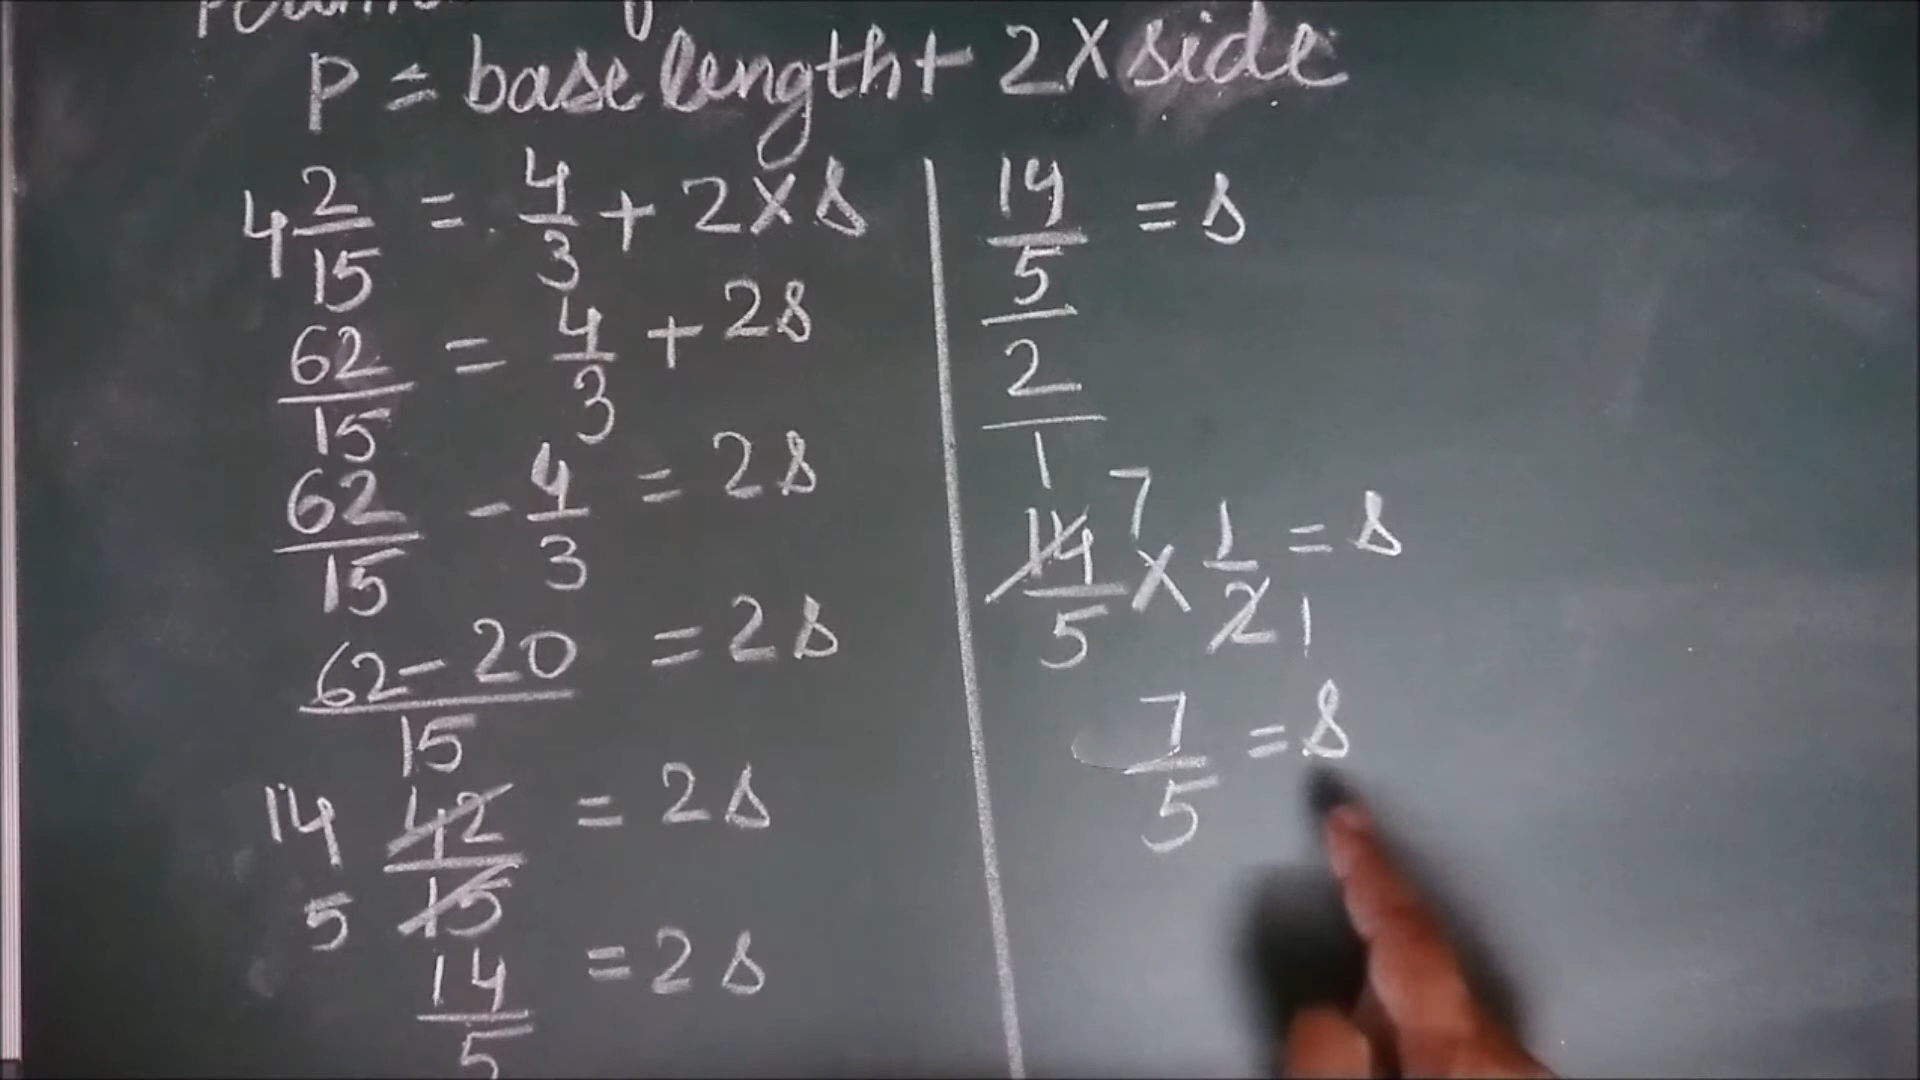 P = base length + 2 × side
4 2/15 = 4/3 + 2 × s
62/15 = 4/3 + 2s
62/15 - 4/3 = 2s
62 - 20/15 = 2s
14 42
5 15 = 2s
14/5 = 2s
14/5 = s
2/1
14/5 7 × 1/2 1 = s
7/5 = s